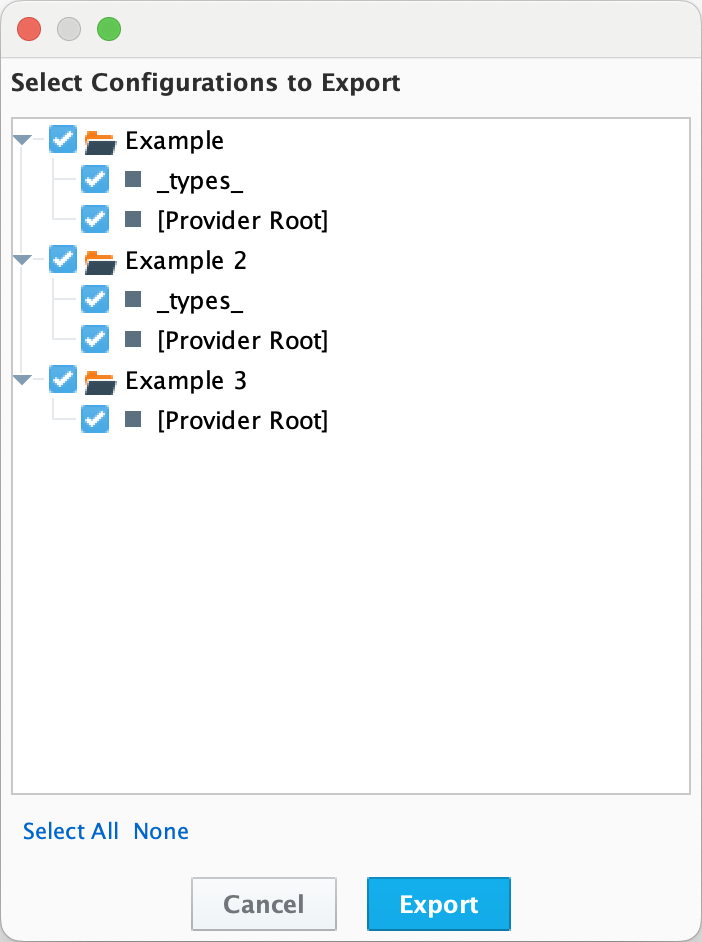 Select Configurations to Export
Example
_types_
[Provider Root]
Example 2
_types_
[Provider Root]
Example 3
[Provider Root]
Select All None
Cancel Export